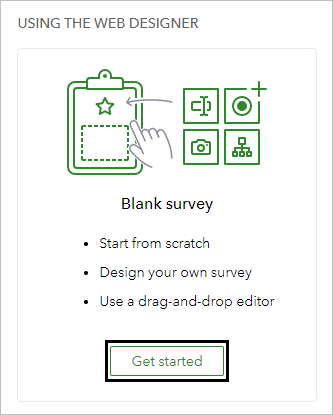 USING THE WEB DESIGNER
Blank survey
Start from scratch
Design your own survey
Use a drag-and-drop editor
Get started